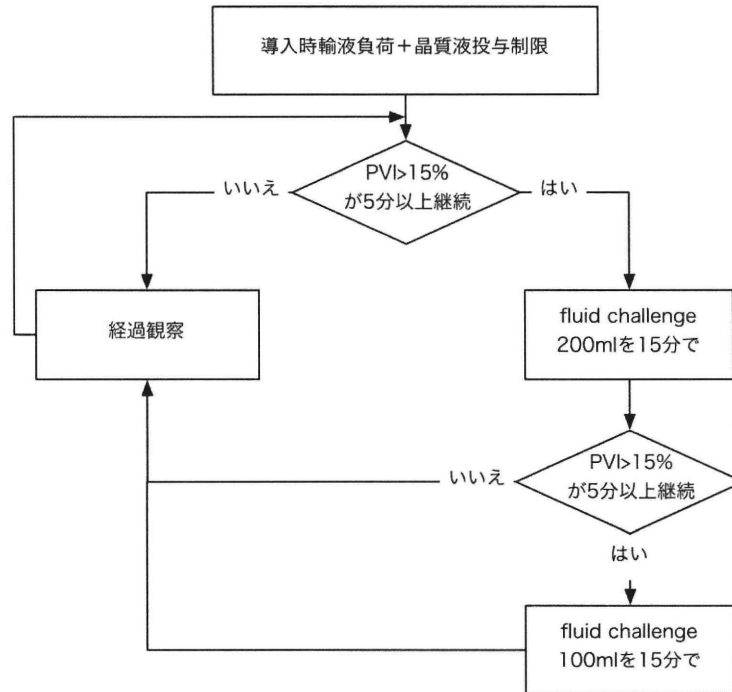 導入時輸液負荷＋晶質液投与制限
PVI>15%
が5分以上継続
いいえ
はい
経過観察
fluid challenge
200mlを15分で
PVI>15%
が5分以上継続
いいえ
はい
fluid challenge
100mlを15分で